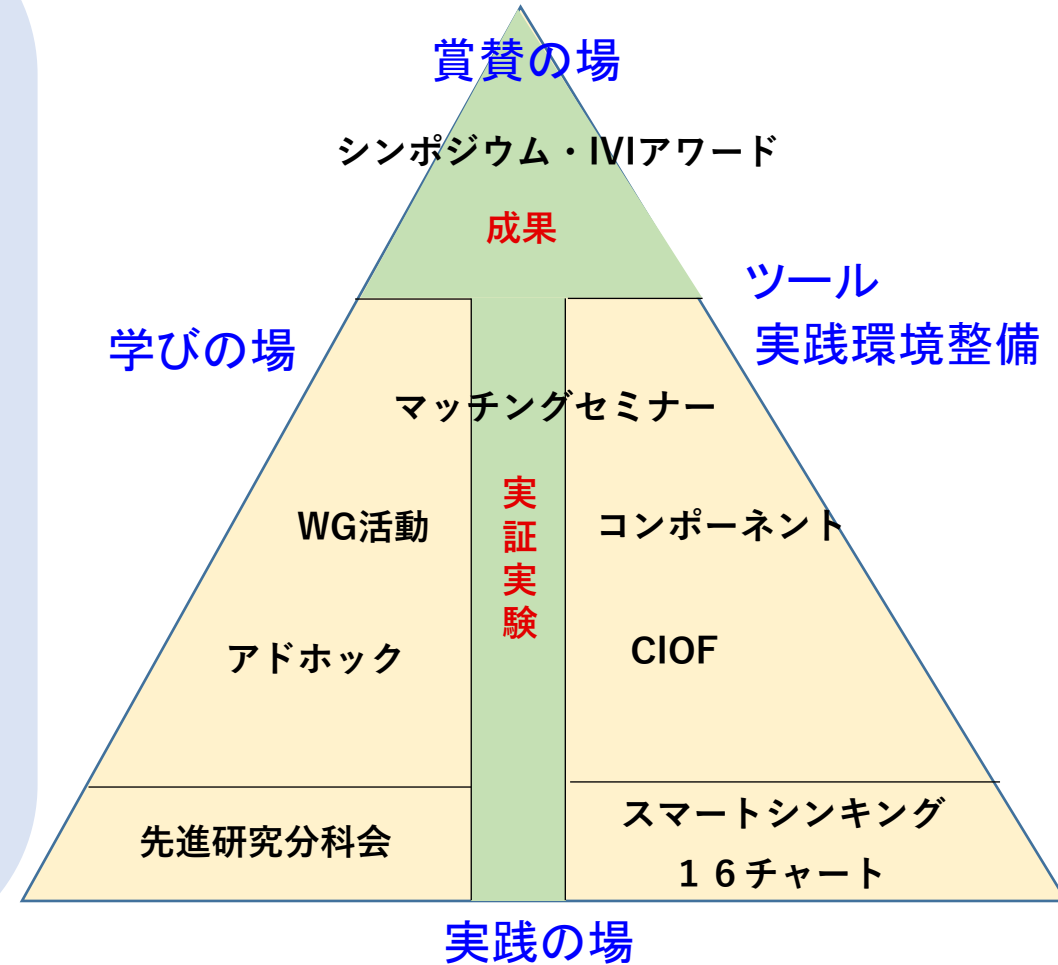 賞賛の場
シンポジウム・IVIアワード
成果
ツール
実践環境整備
学びの場
マッチングセミナー
実証実験
WG活動
コンポーネント
アドホック
CIOF
先進研究分科会
スマートシンキング
１６チャート
実践の場